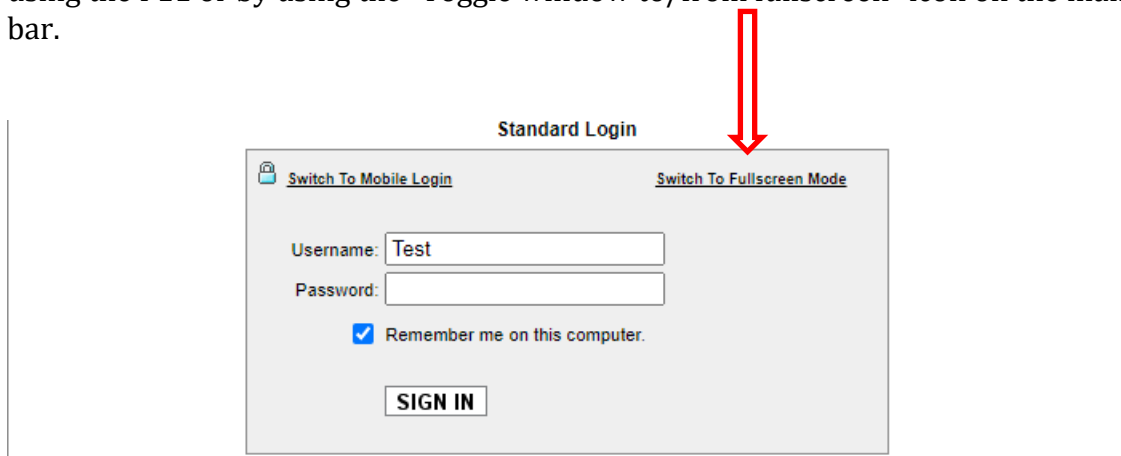 bar.
Standard Login
Switch To Mobile Login
Switch To Fullscreen Mode
Username: Test
Password:
Remember me on this computer.
SIGN IN